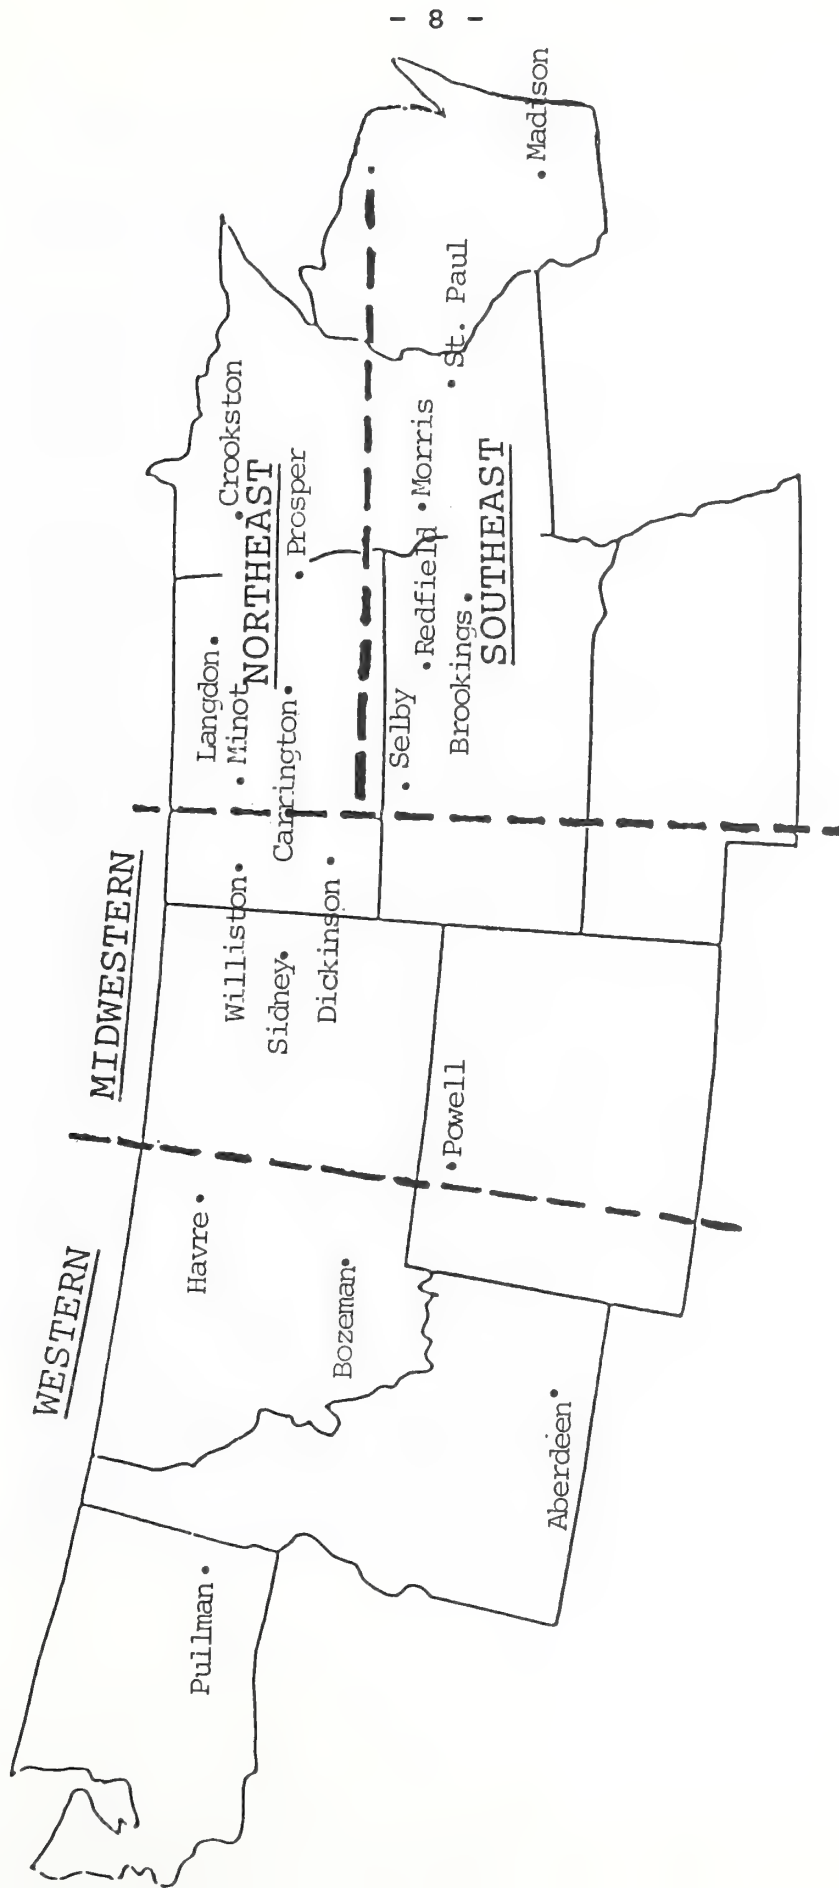 - 8 -
WESTERN
MIDWESTERN
NORTHEAST
SOUTHEAST
Pullman
Havre
Bozeman
Aberdeen
Powell
Williston
Sidney
Dickinson
Langdon
Minot
Carrington
Crookston
Prosper
Selby
Redfield
Brookings
Morris
St. Paul
Madison